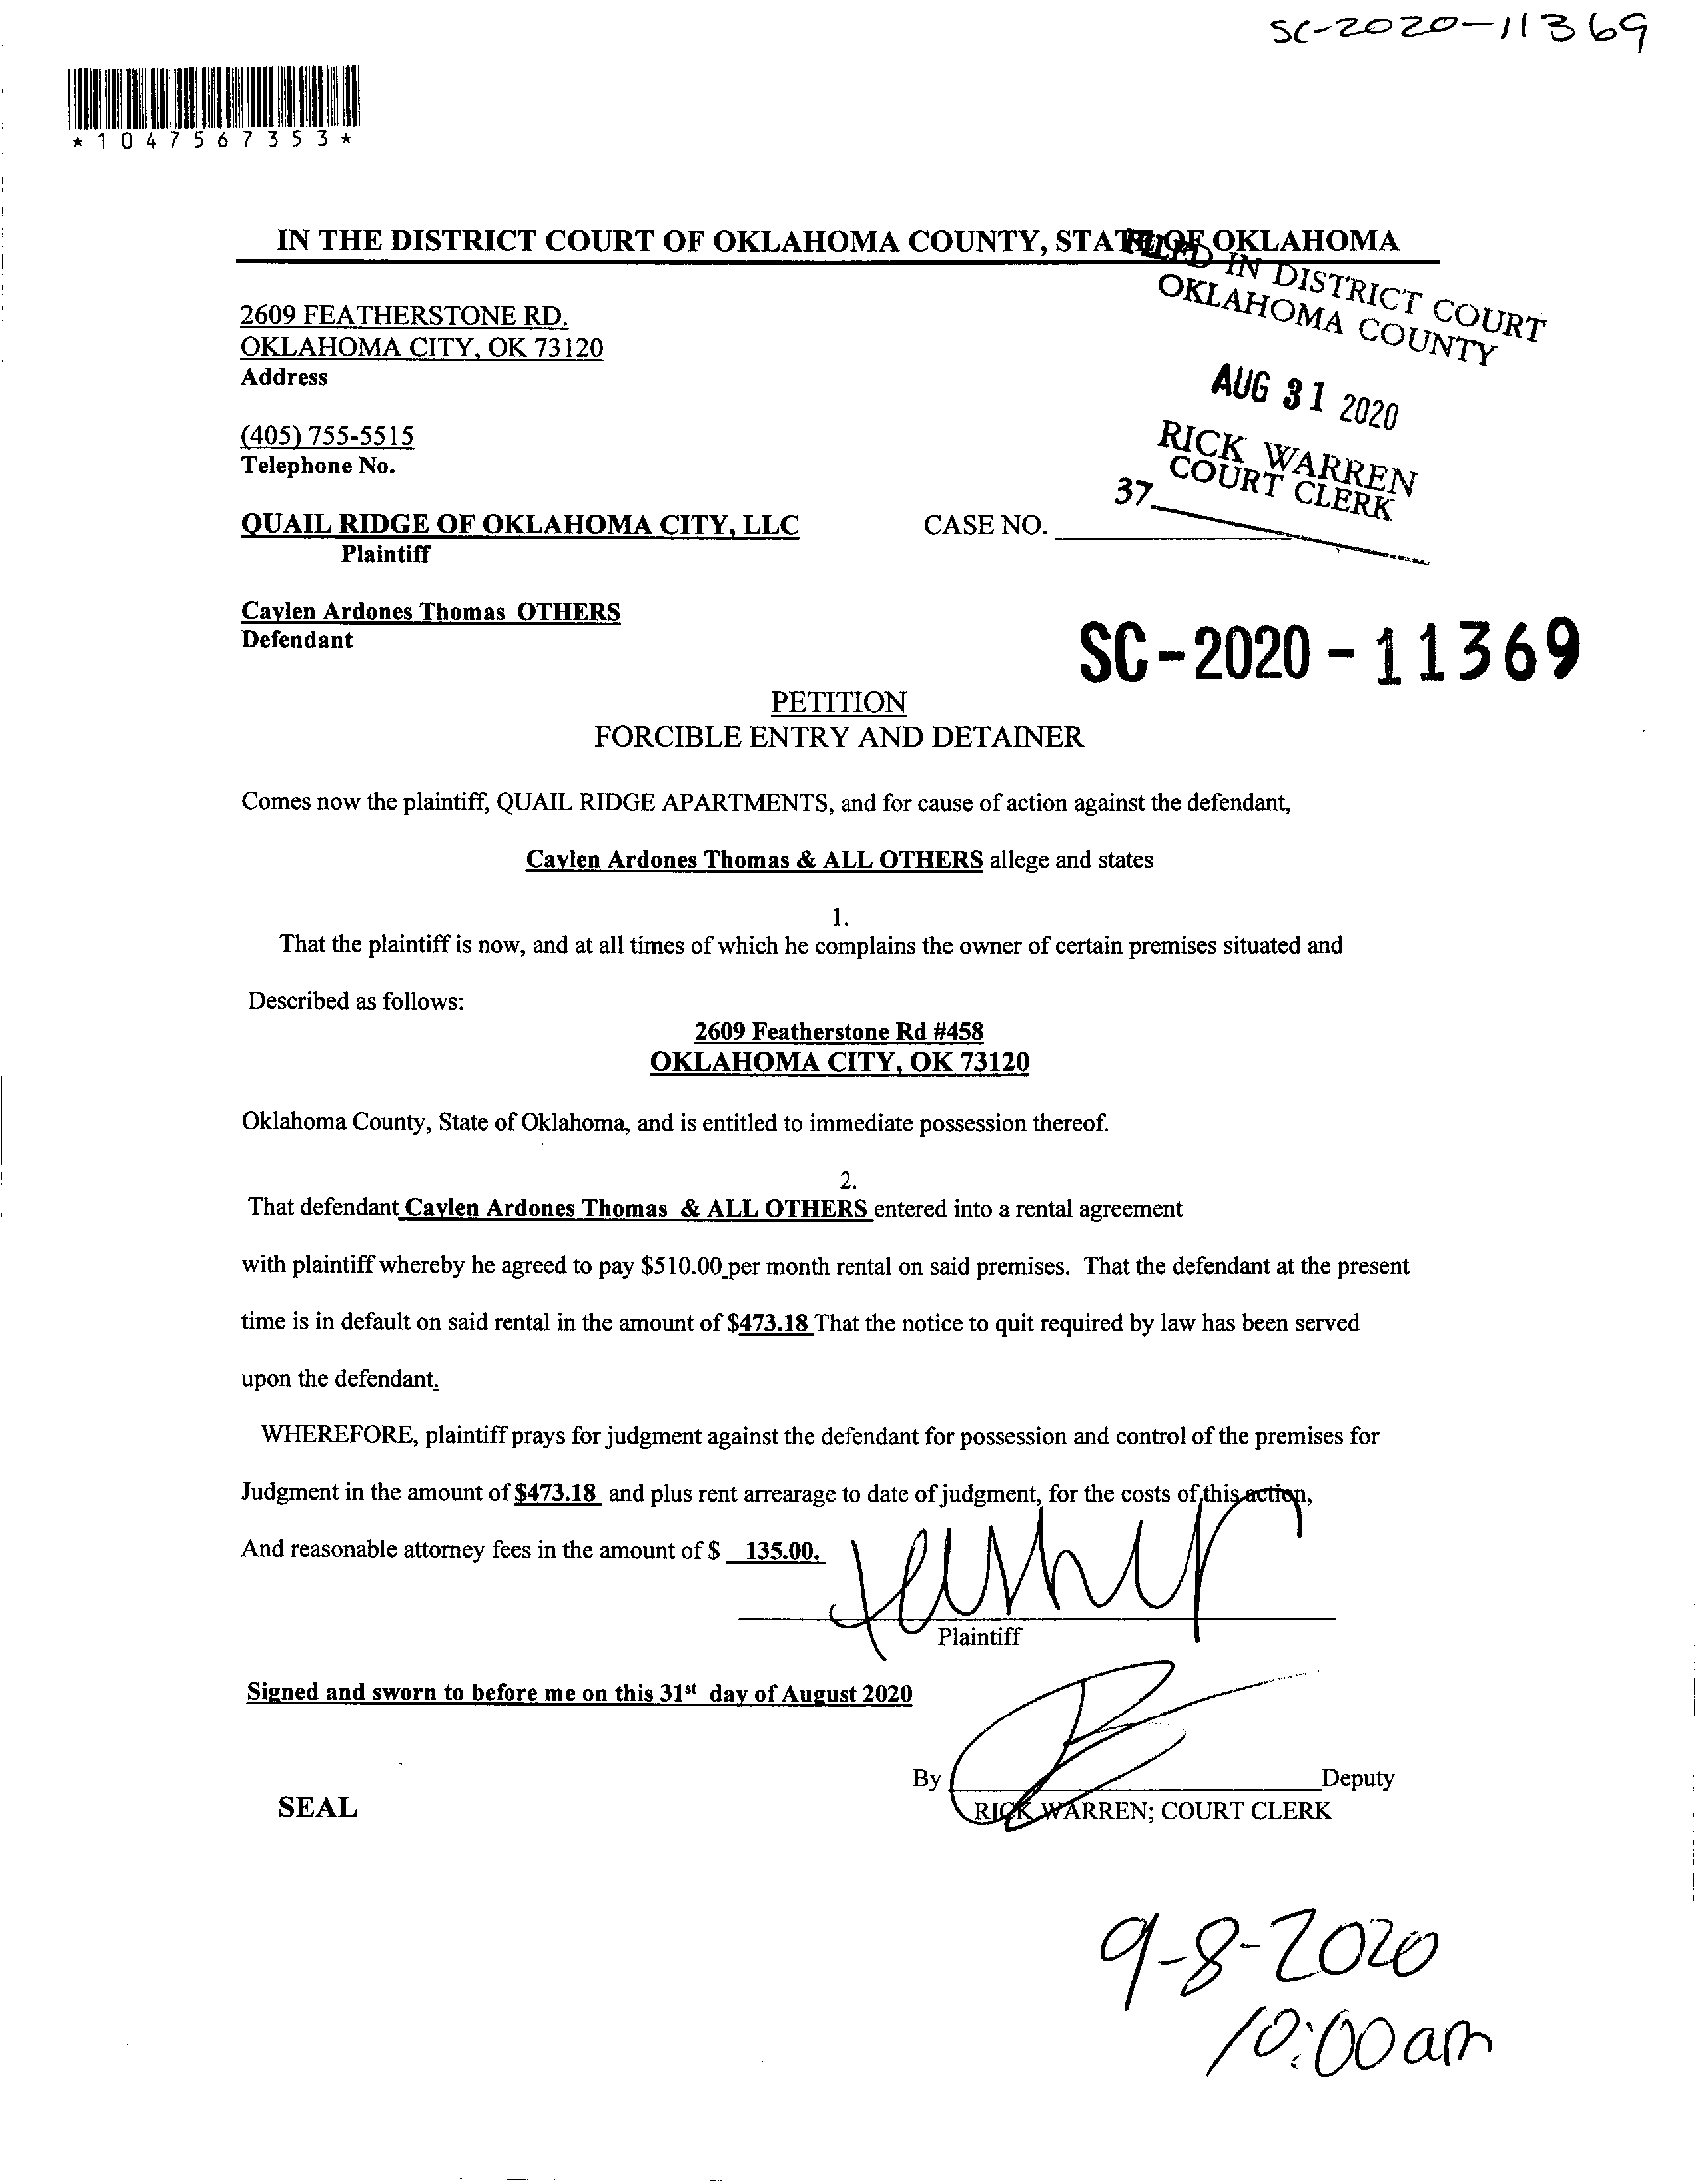 SC-2020-11369
*1047567353*
IN THE DISTRICT COURT OF OKLAHOMA COUNTY, STATE OF OKLAHOMA
FILED IN DISTRICT COURT
OKLAHOMA COUNTY
2609 FEATHERSTONE RD.
OKLAHOMA CITY, OK 73120
Address
AUG 31 2020
(405) 755-5515
Telephone No.
RICK WARREN
COURT CLERK
37
QUAIL RIDGE OF OKLAHOMA CITY, LLC CASE NO.
Plaintiff
Caylen Ardones Thomas OTHERS
Defendant
SC-2020-11369
PETITION
FORCIBLE ENTRY AND DETAINER
Comes now the plaintiff, QUAIL RIDGE APARTMENTS, and for cause of action against the defendant,
Caylen Ardones Thomas & ALL OTHERS allege and states
1.
That the plaintiff is now, and at all times of which he complains the owner of certain premises situated and
Described as follows:
2609 Featherstone Rd #458
OKLAHOMA CITY, OK 73120
Oklahoma County, State of Oklahoma, and is entitled to immediate possession thereof.
2.
That defendant Caylen Ardones Thomas & ALL OTHERS entered into a rental agreement
with plaintiff whereby he agreed to pay $510.00 per month rental on said premises. That the defendant at the present
time is in default on said rental in the amount of $473.18 That the notice to quit required by law has been served
upon the defendant.
WHEREFORE, plaintiff prays for judgment against the defendant for possession and control of the premises for
Judgment in the amount of $473.18 and plus rent arrearage to date of judgment, for the costs of this action,
And reasonable attorney fees in the amount of $ 135.00.
Plaintiff
Signed and sworn to before me on this 31st day of August 2020
By Deputy
SEAL
RICK WARREN; COURT CLERK
9-8-2020
10:00am